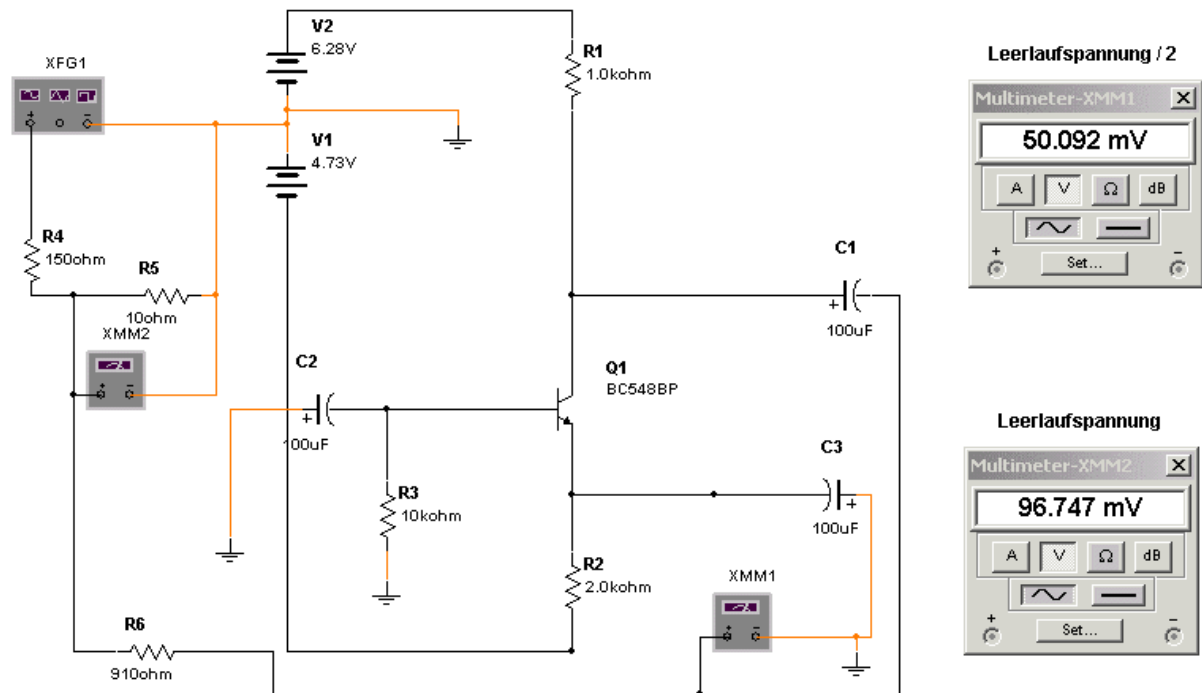 V2
6.28V
XFG1
R1
1.0kohm
Leerlaufspannung / 2
Multimeter-XMM1
50.092 mV
A V Ω dB
+ Set... -
V1
4.73V
R4
150ohm
R5
10ohm
XMM2
C1
+
100uF
C2
+
100uF
Q1
BC548BP
Leerlaufspannung
Multimeter-XMM2
96.747 mV
A V Ω dB
+ Set... -
C3
+
100uF
R3
10kohm
R2
2.0kohm
XMM1
R6
910ohm